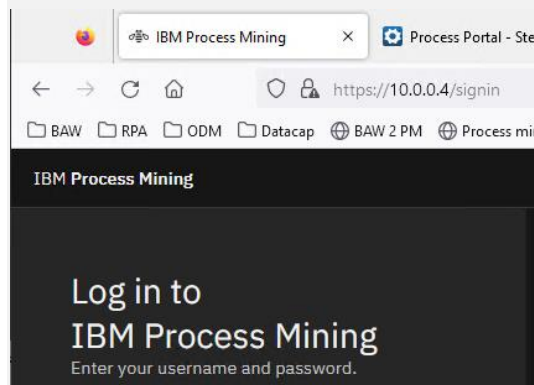 IBM Process Mining
Process Portal - Ste
https://10.0.0.4/signin
BAW RPA ODM Datacap BAW 2 PM Process mi
IBM Process Mining
Log in to
IBM Process Mining
Enter your username and password.